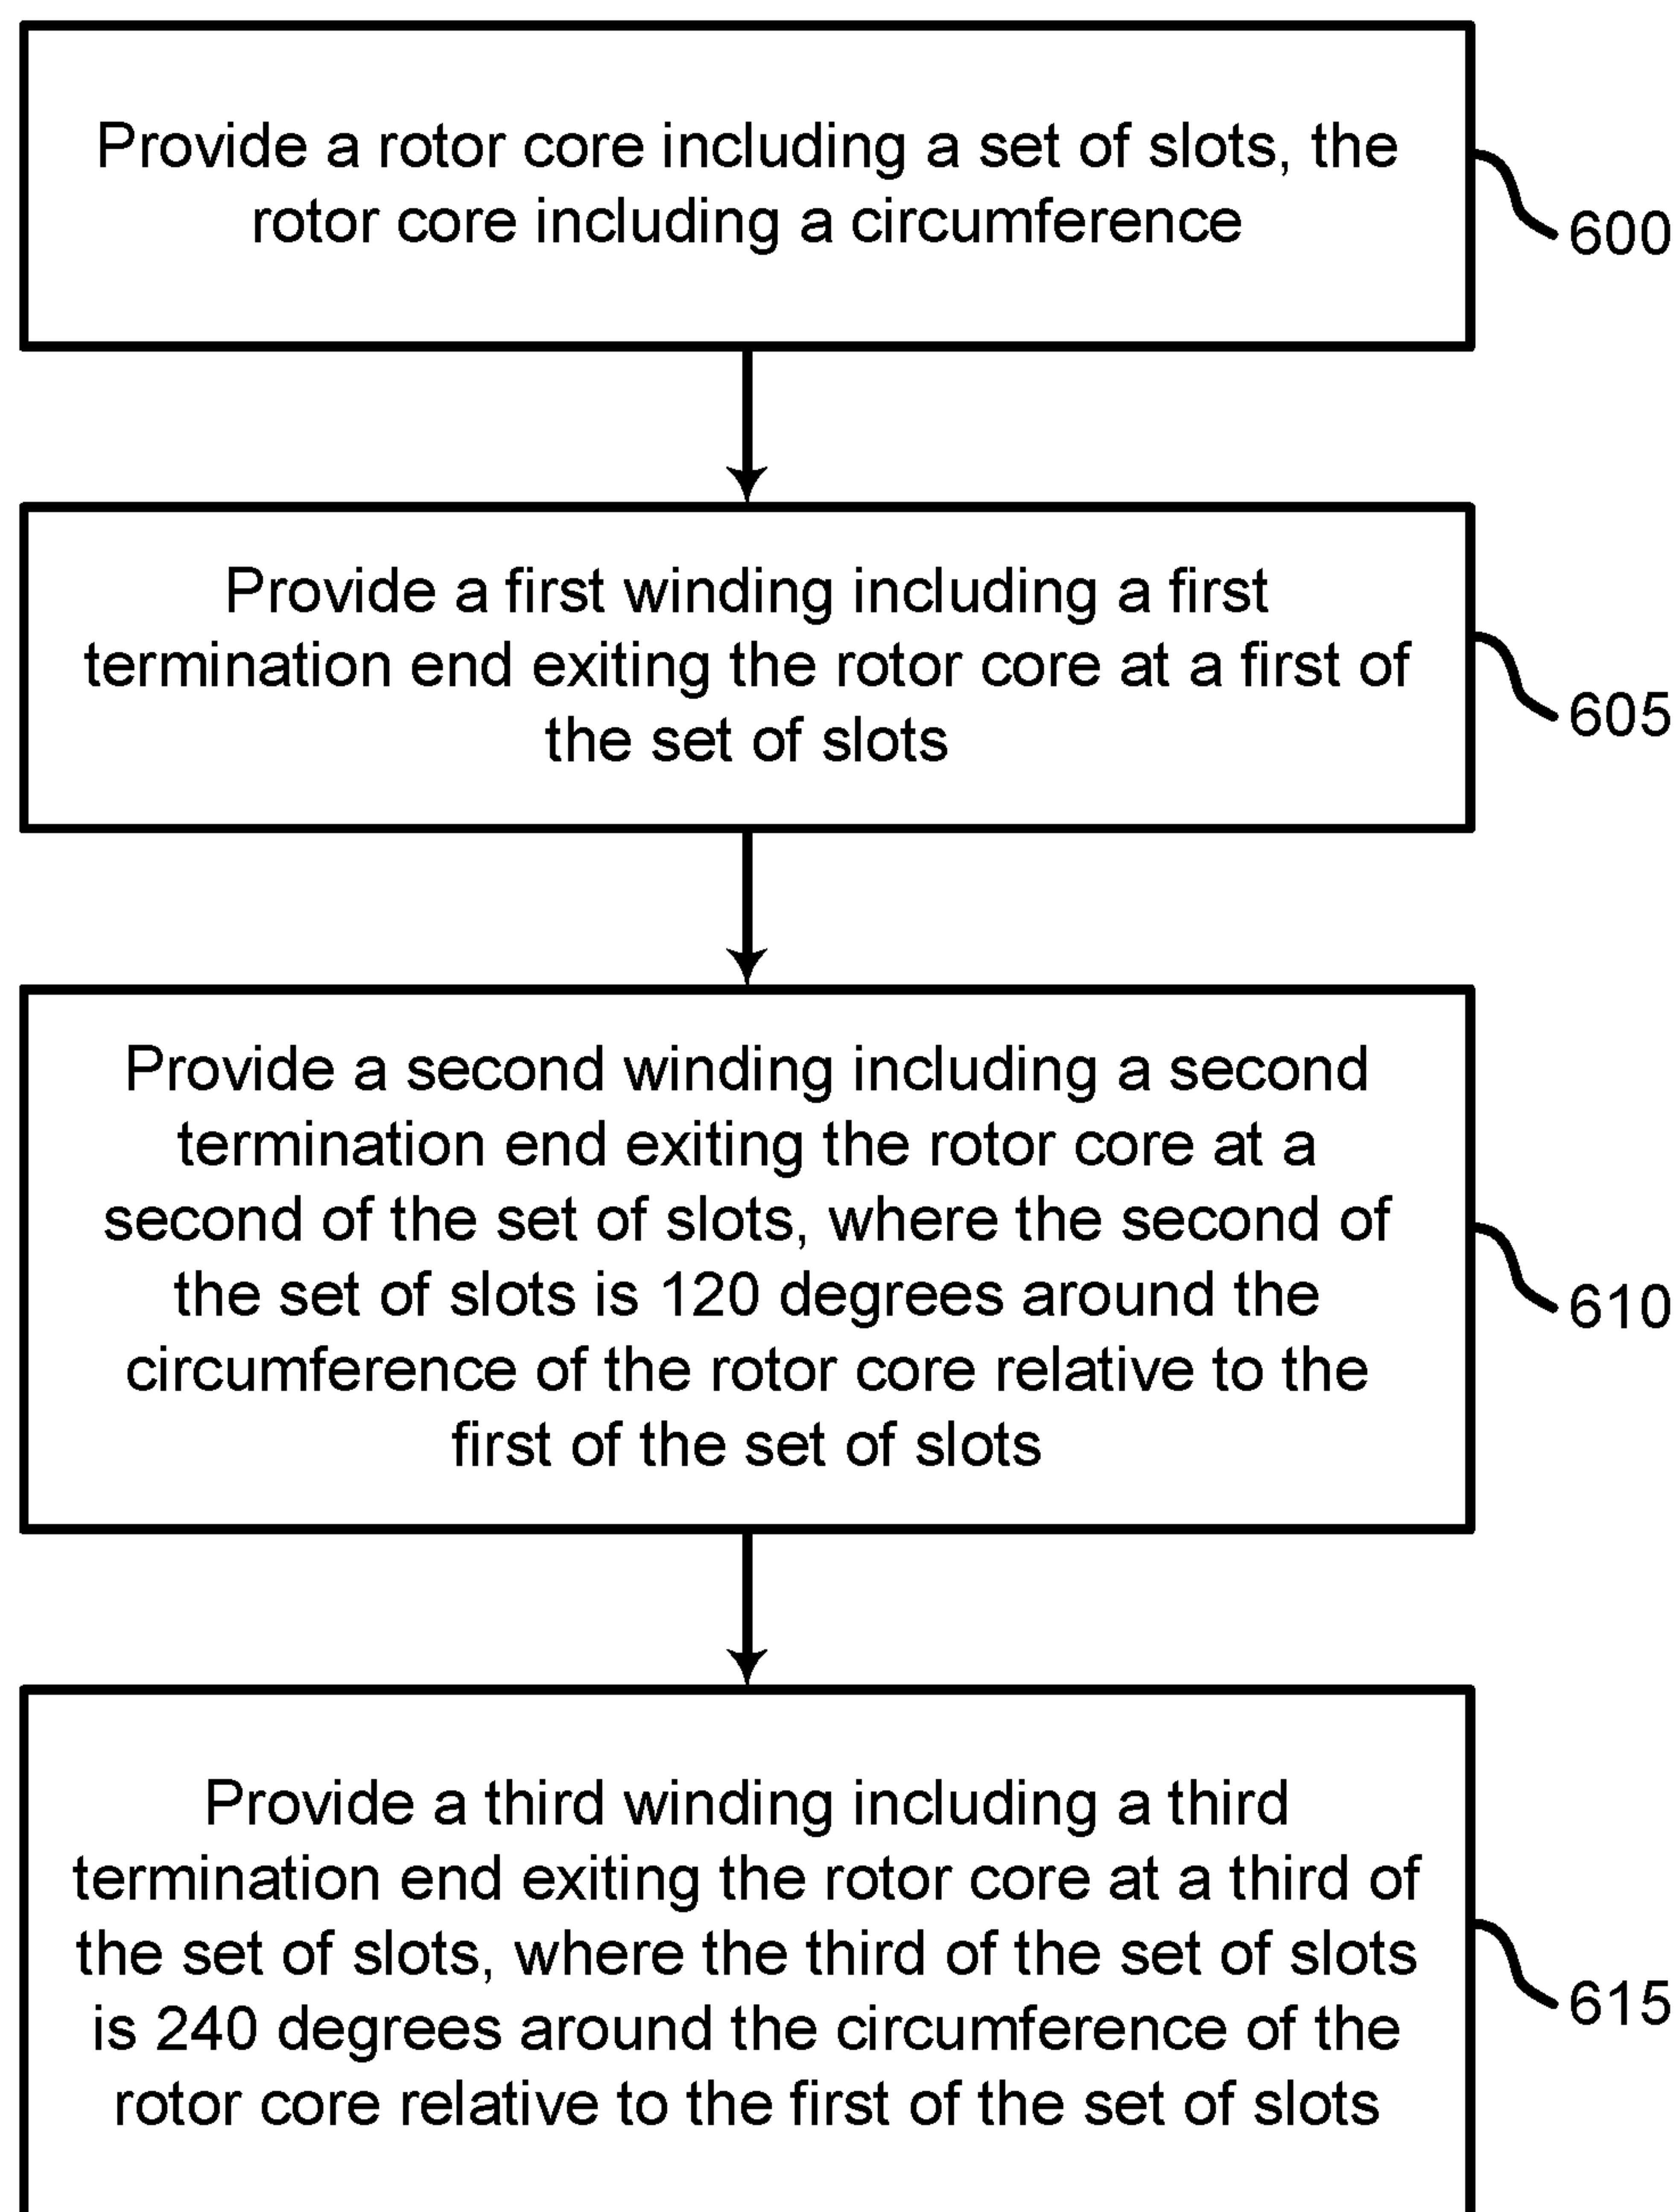 Provide a rotor core including a set of slots, the
rotor core including a circumference
600
Provide a first winding including a first
termination end exiting the rotor core at a first of
the set of slots
605
Provide a second winding including a second
termination end exiting the rotor core at a
second of the set of slots, where the second of
the set of slots is 120 degrees around the
circumference of the rotor core relative to the
first of the set of slots
610
Provide a third winding including a third
termination end exiting the rotor core at a third of
the set of slots, where the third of the set of slots
is 240 degrees around the circumference of the
rotor core relative to the first of the set of slots
615